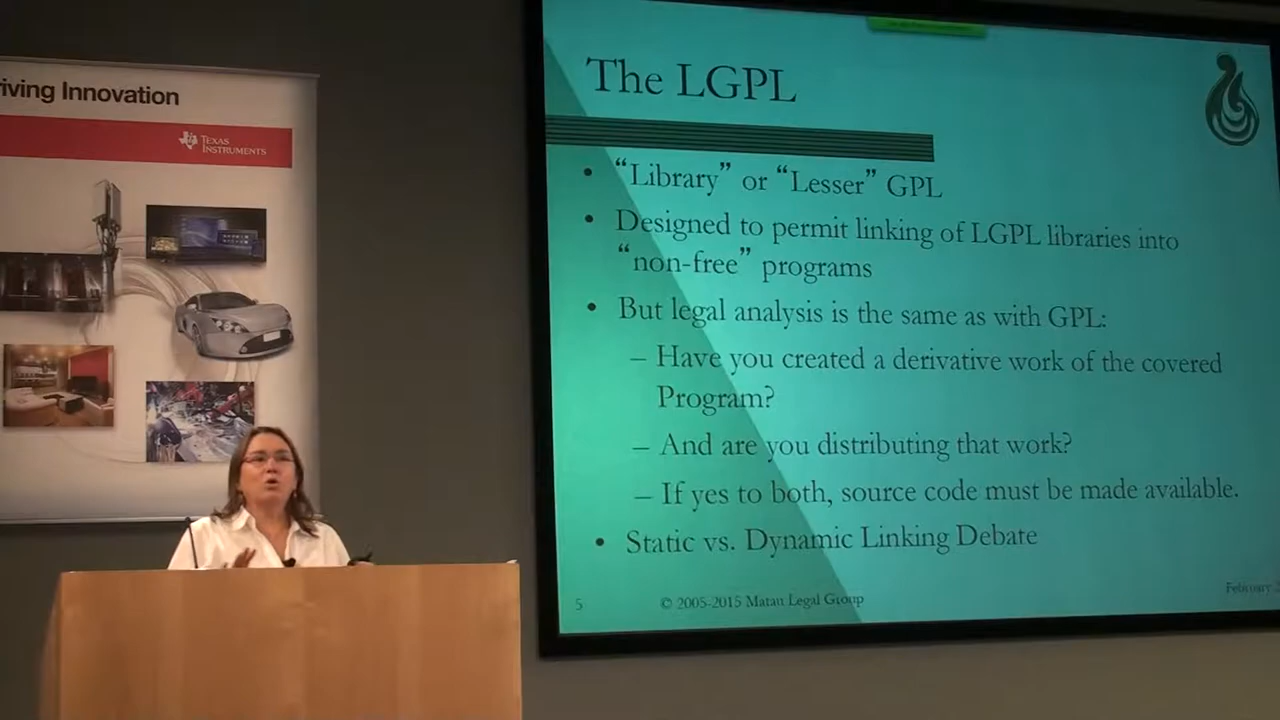 iving Innovation
TEXAS
INSTRUMENTS
The LGPL
• “Library” or “Lesser” GPL
• Designed to permit linking of LGPL libraries into
“non-free” programs
• But legal analysis is the same as with GPL:
– Have you created a derivative work of the covered
Program?
– And are you distributing that work?
– If yes to both, source code must be made available.
• Static vs. Dynamic Linking Debate
5
© 2005-2015 Matau Legal Group
February